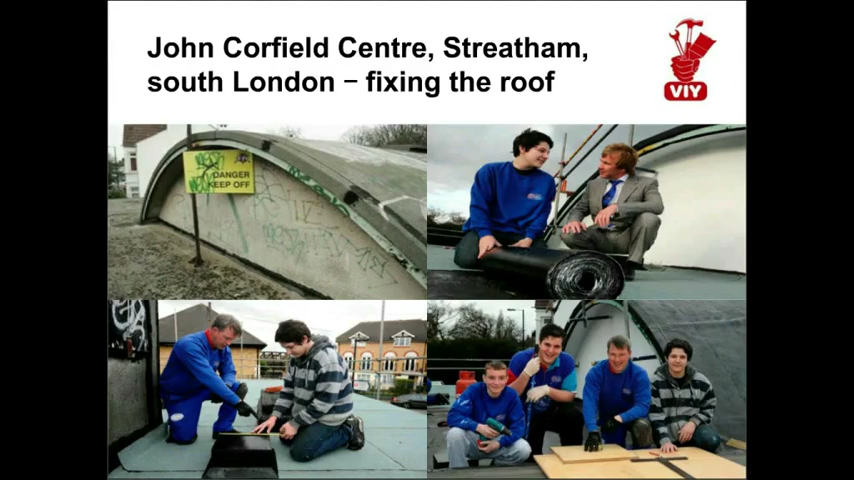 John Corfield Centre, Streatham,
south London – fixing the roof
VIY
DANGER
KEEP OFF